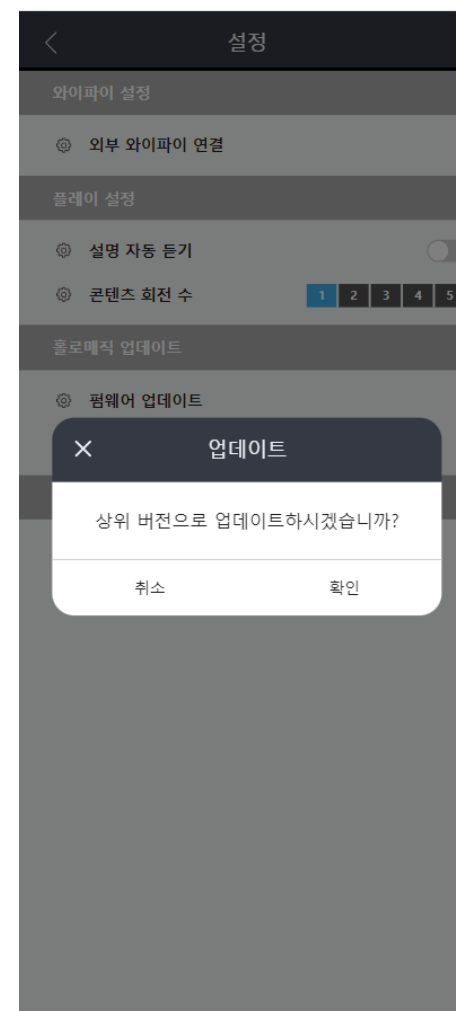 설정
와이파이 설정
외부 와이파이 연결
플레이 설정
설명 자동 듣기
콘텐츠 회전 수 1 2 3 4 5
홀로매직 업데이트
펌웨어 업데이트
업데이트
상위 버전으로 업데이트하시겠습니까?
취소 확인